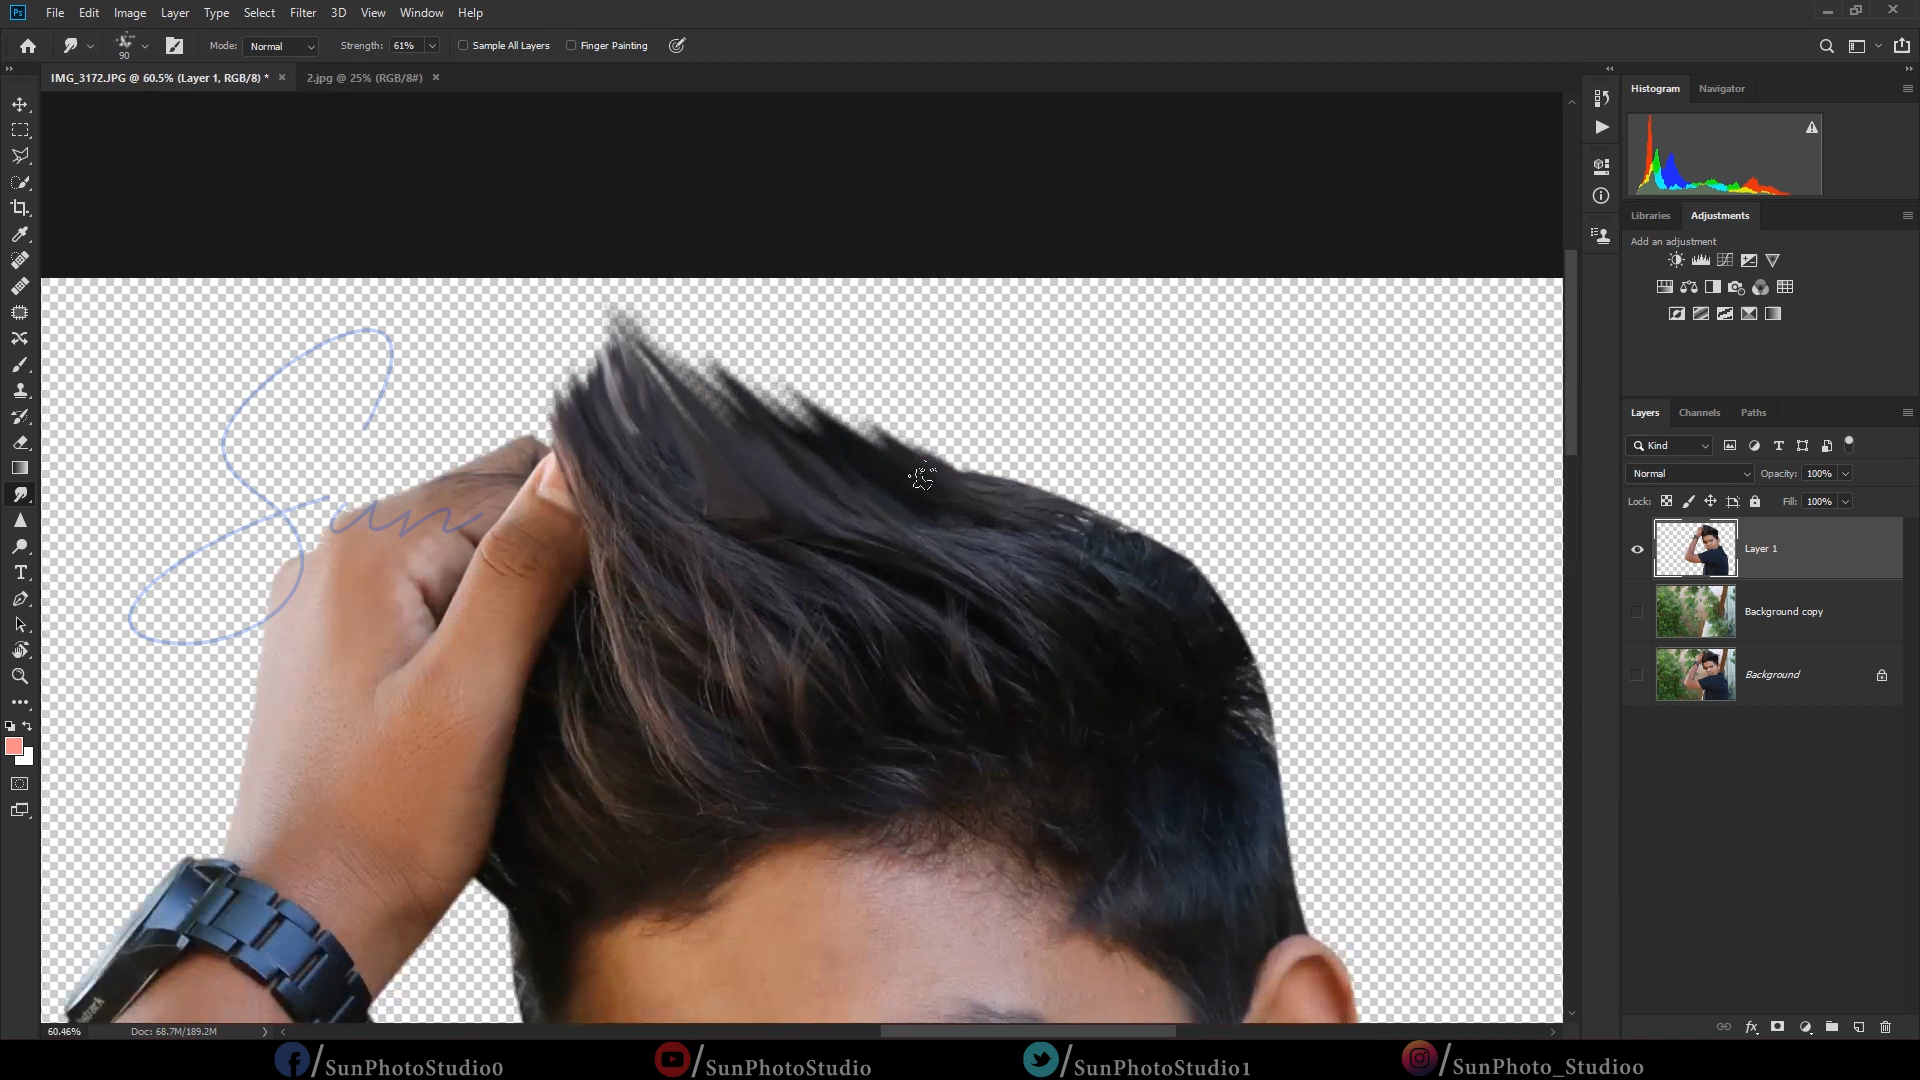 Ps File Edit Image Layer Type Select Filter 3D View Window Help
90 Mode: Normal Strength: 61% Sample All Layers Finger Painting
IMG_3172.JPG @ 60.5% (Layer 1, RGB/8) * 2.jpg @ 25% (RGB/8#)
Histogram Navigator
Libraries Adjustments
Add an adjustment
Sun
Layers Channels Paths
Kind
Normal Opacity: 100%
Lock: Fill: 100%
Layer 1
Background copy
Background
60.46% Doc: 68.7M/189.2M
/SunPhotoStudio0 /SunPhotoStudio /SunPhotoStudio1 /SunPhoto_Studioo